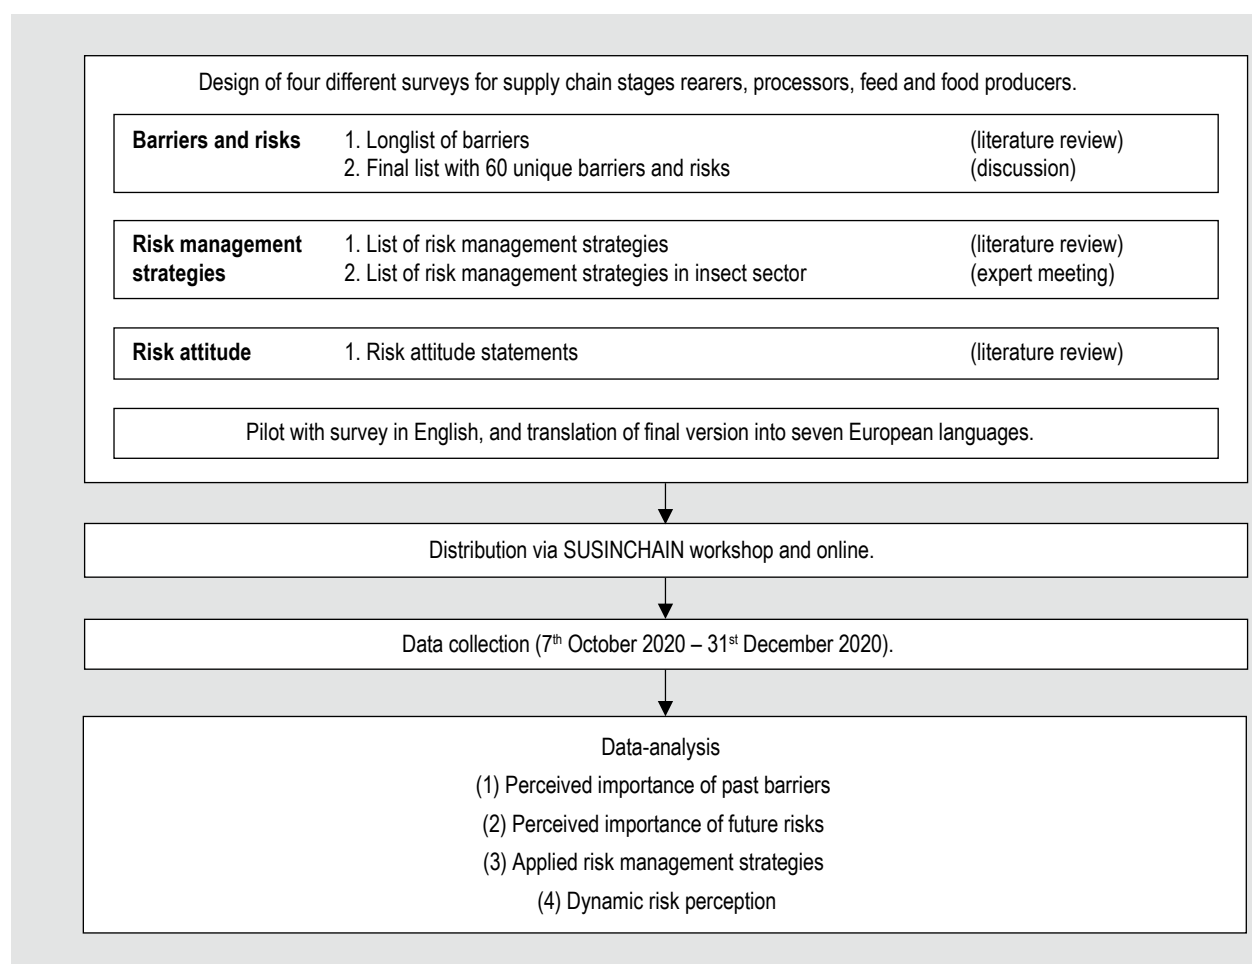 Design of four different surveys for supply chain stages rearers, processors, feed and food producers.
Barriers and risks 1. Longlist of barriers (literature review)
2. Final list with 60 unique barriers and risks (discussion)
Risk management 1. List of risk management strategies (literature review)
strategies 2. List of risk management strategies in insect sector (expert meeting)
Risk attitude 1. Risk attitude statements (literature review)
Pilot with survey in English, and translation of final version into seven European languages.
Distribution via SUSINCHAIN workshop and online.
Data collection (7th October 2020 – 31st December 2020).
Data-analysis
(1) Perceived importance of past barriers
(2) Perceived importance of future risks
(3) Applied risk management strategies
(4) Dynamic risk perception